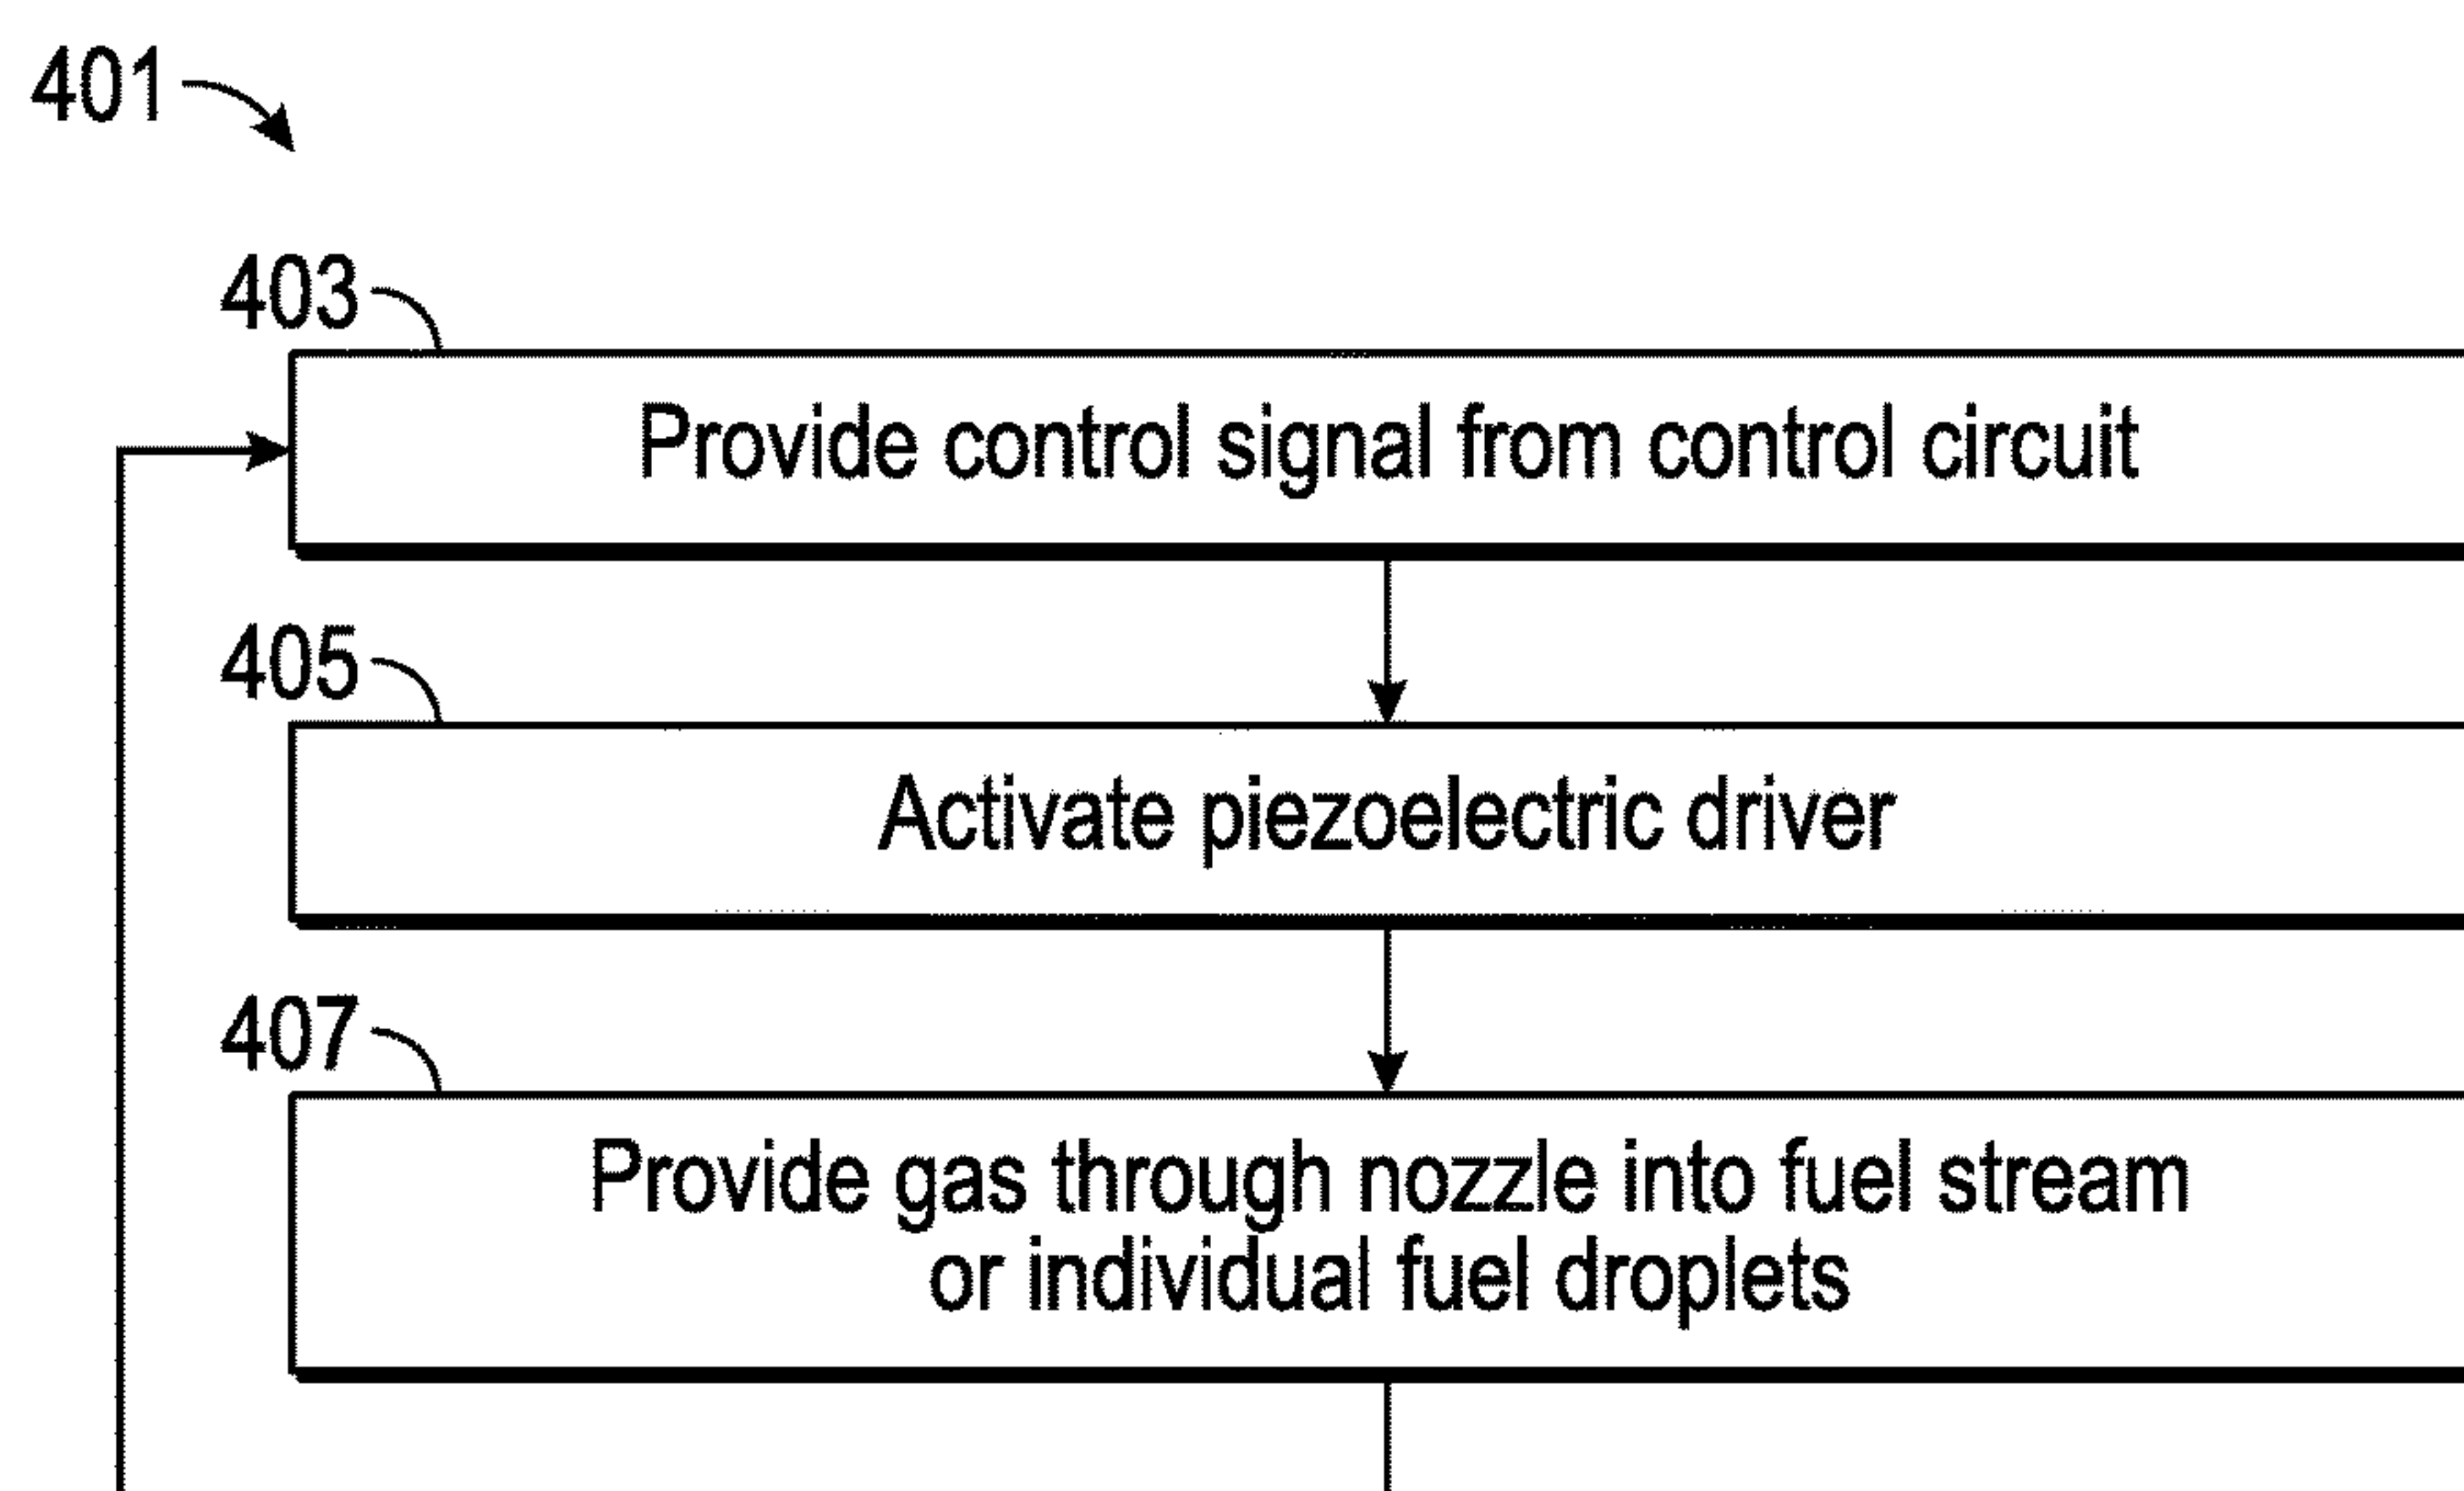 401
403
Provide control signal from control circuit
405
Activate piezoelectric driver
407
Provide gas through nozzle into fuel stream
or individual fuel droplets